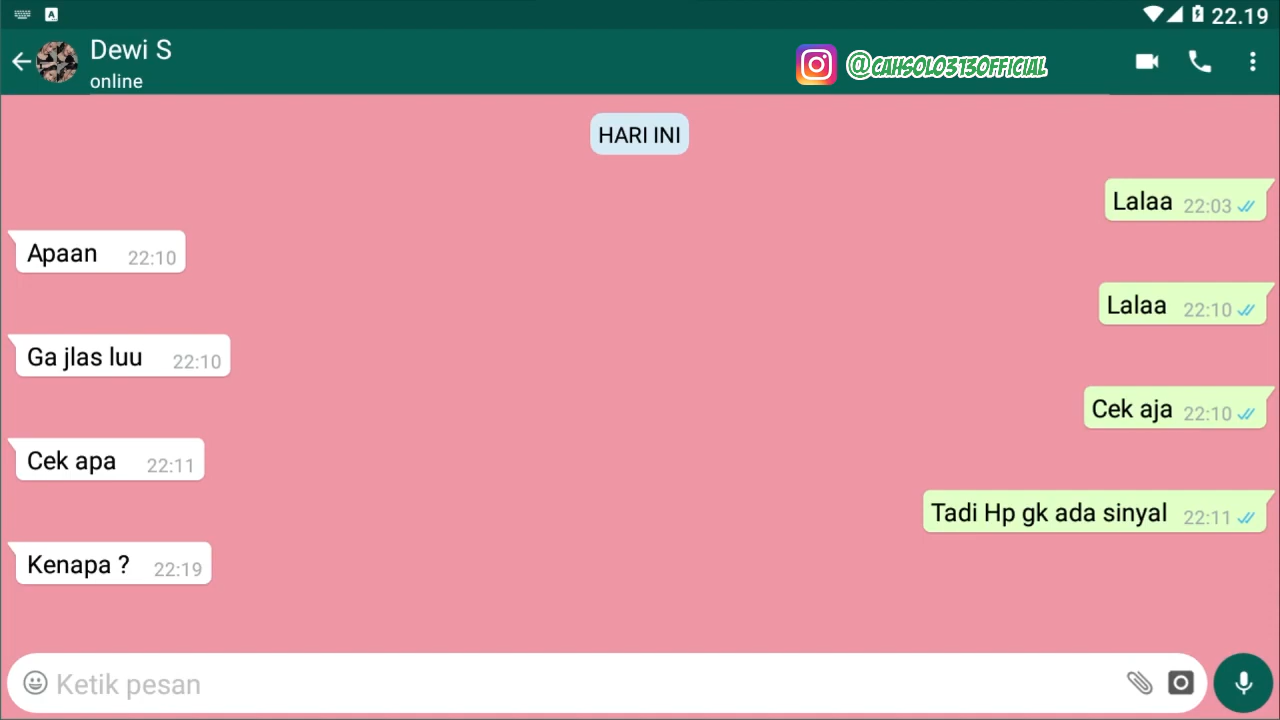 22.19
Dewi S
online
@CAHSOLO313OFFICIAL
HARI INI
Lalaa 22:03
Apaan 22:10
Lalaa 22:10
Ga jlas luu 22:10
Cek aja 22:10
Cek apa 22:11
Tadi Hp gk ada sinyal 22:11
Kenapa ? 22:19
Ketik pesan